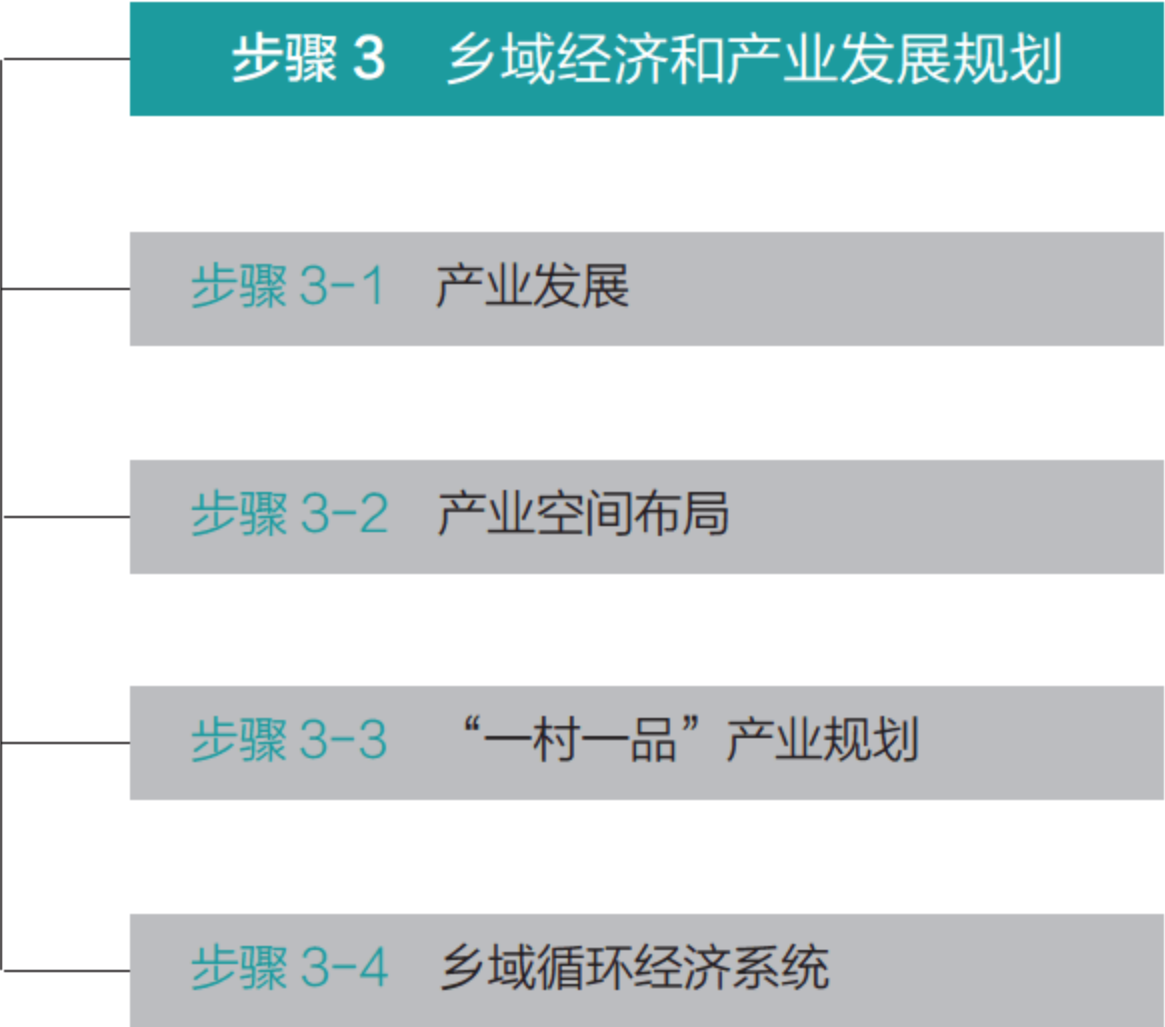 步骤 3 乡域经济和产业发展规划
步骤 3-1 产业发展
步骤 3-2 产业空间布局
步骤 3-3 “一村一品”产业规划
步骤 3-4 乡域循环经济系统